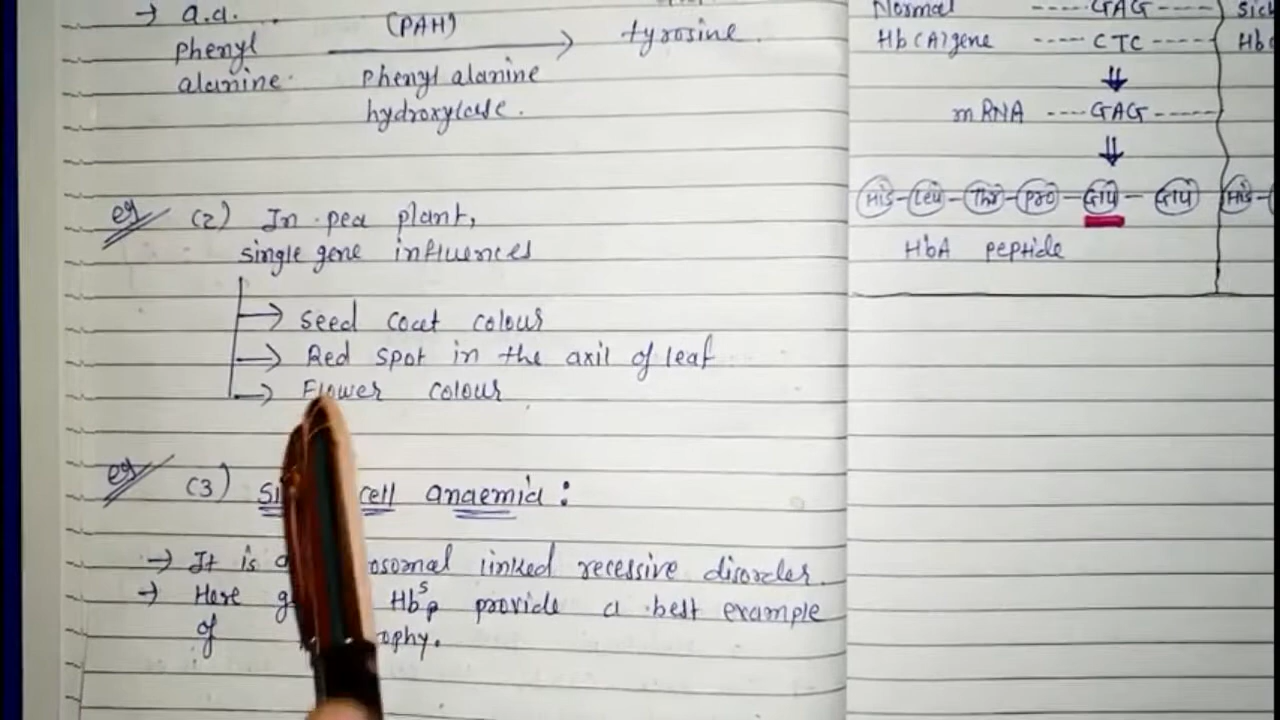 → a.a.
(PAH)
phenyl alanine. → tyrosine.
phenyl alanine
hydroxylase.
eg (2) In pea plant,
single gene influences
→ Seed coat colour
→ Red spot in the axil of leaf
→ Flower colour
eg (3) cell anaemia:
→ It is linked recessive disorder
→ Here Hbˢₚ provide a best example
of
Normal ---- GAG ----
Hb(A)gene ---- CTC ----
⇓
mRNA ---- GAG ----
⇓
His - Leu - Thr - Pro - Glu - Glu
HbA peptide
His